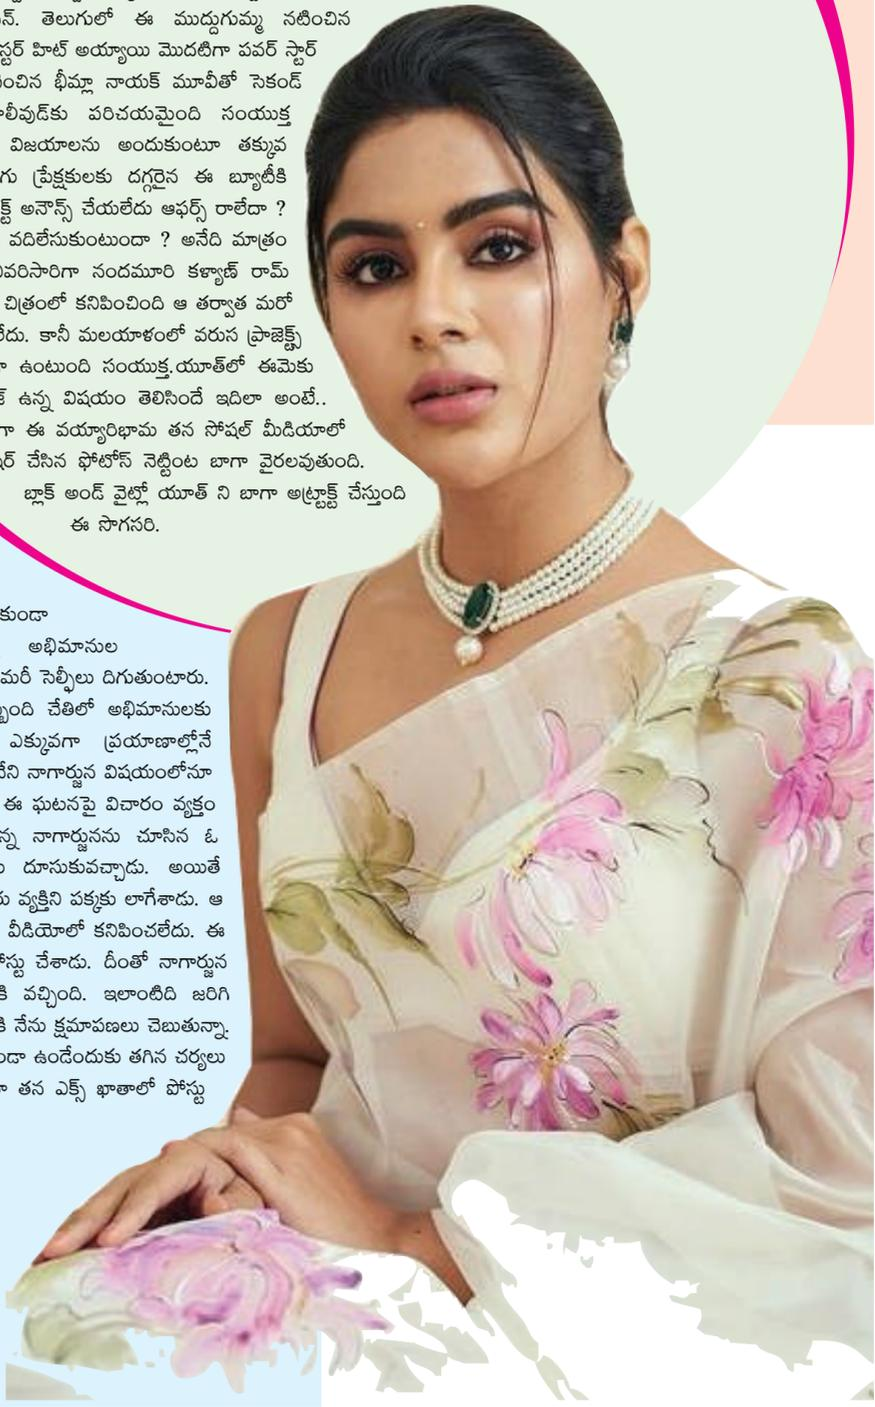 న్. తెలుగులో ఈ ముద్దుగుమ్మ నటించిన
స్టర్ హిట్ అయ్యాయి మొదటిగా పవర్ స్టార్
ించిన భీమ్లా నాయక్ మూవీతో సెకండ్
లీవుడ్‌కు పరిచయమైంది సంయుక్త
విజయాలను అందుకుంటూ తక్కువ
గు ప్రేక్షకులకు దగ్గరైన ఈ బ్యూటీకి
క్ట్ అనౌన్స్ చేయలేదు ఆఫర్స్ రాలేదా ?
వదిలేసుకుంటుందా ? అనేది మాత్రం
ివరిసారిగా నందమూరి కళ్యాణ్ రామ్
చిత్రంలో కనిపించింది ఆ తర్వాత మరో
లేదు. కానీ మలయాళంలో వరుస ప్రాజెక్ట్స్
ా ఉంటుంది సంయుక్త.యూత్‌లో ఈమెకు
జ్ ఉన్న విషయం తెలిసిందే ఇదిలా అంటే..
గా ఈ వయ్యారిభామ తన సోషల్ మీడియాలో
ర్ చేసిన ఫోటోస్ నెట్టింట బాగా వైరలవుతుంది.
బ్లాక్ అండ్ వైట్లో యూత్ ని బాగా అట్ట్రాక్ట్ చేస్తుంది
ఈ సొగసరి.
కుండా
అభిమానుల
మరీ సెల్ఫీలు దిగుతుంటారు.
్బంది చేతిలో అభిమానులకు
ఎక్కువగా ప్రయాణాల్లోనే
నేని నాగార్జున విషయంలోనూ
ఈ ఘటనపై విచారం వ్యక్తం
న్న నాగార్జునను చూసిన ఓ
దూసుకువచ్చాడు. అయితే
రు వ్యక్తిని పక్కకు లాగేశాడు. ఆ
వీడియోలో కనిపించలేదు. ఈ
ోస్టు చేశాడు. దీంతో నాగార్జున
కి వచ్చింది. ఇలాంటిది జరిగి
కి నేను క్షమాపణలు చెబుతున్నా.
ండా ఉండేందుకు తగిన చర్యలు
ా తన ఎక్స్ ఖాతాలో పోస్టు